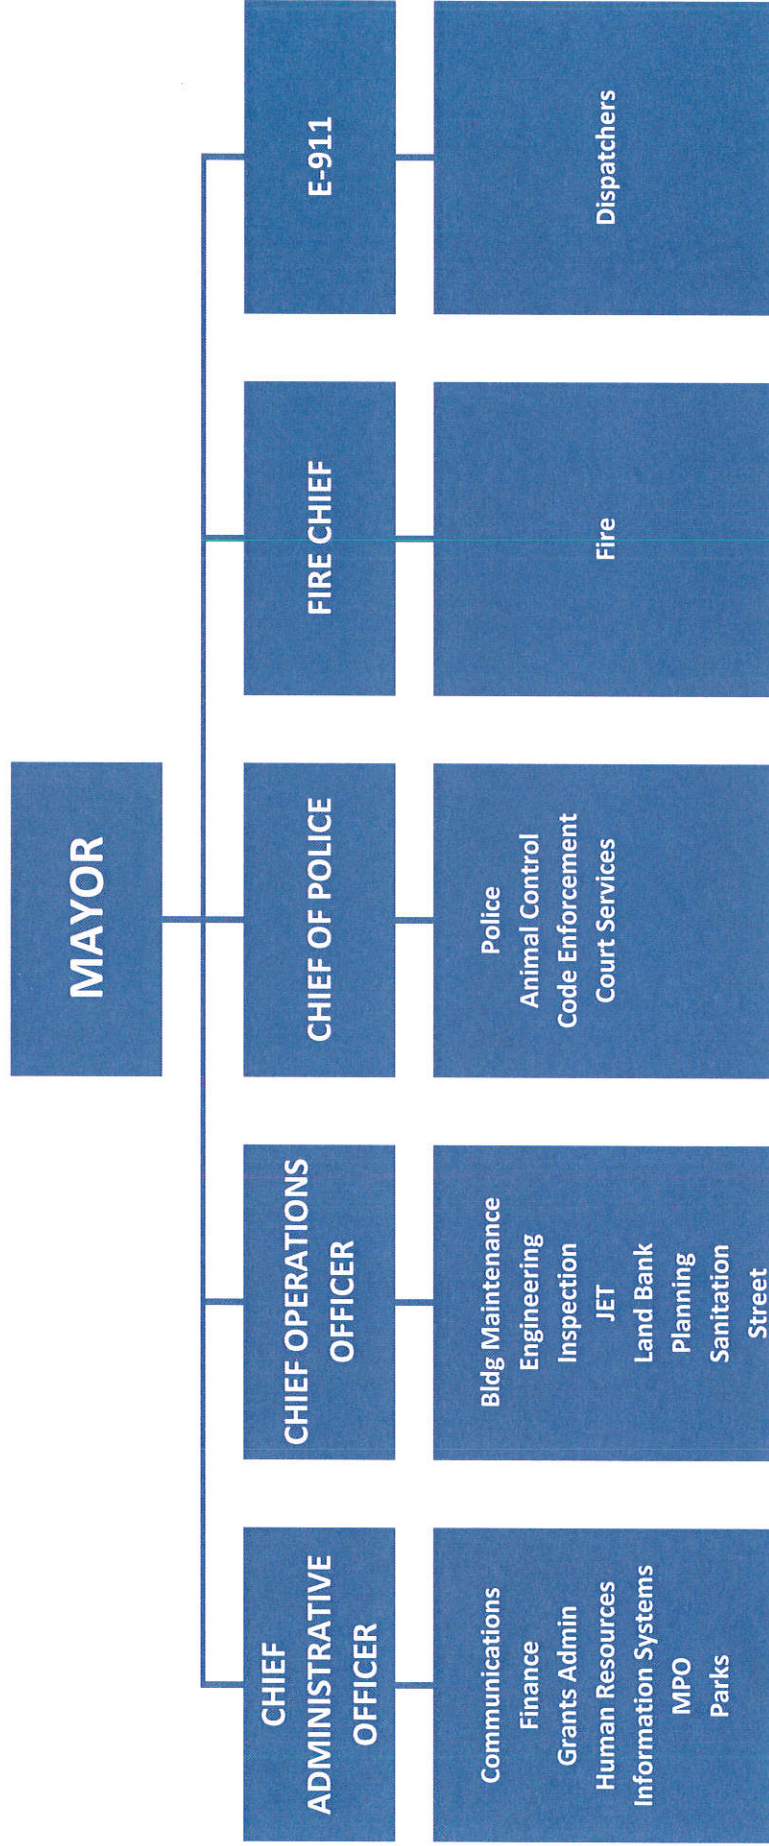 MAYOR
CHIEF
ADMINISTRATIVE
OFFICER
CHIEF OPERATIONS
OFFICER
CHIEF OF POLICE
FIRE CHIEF
E-911
Communications
Finance
Grants Admin
Human Resources
Information Systems
MPO
Parks
Bldg Maintenance
Engineering
Inspection
JET
Land Bank
Planning
Sanitation
Street
Police
Animal Control
Code Enforcement
Court Services
Fire
Dispatchers